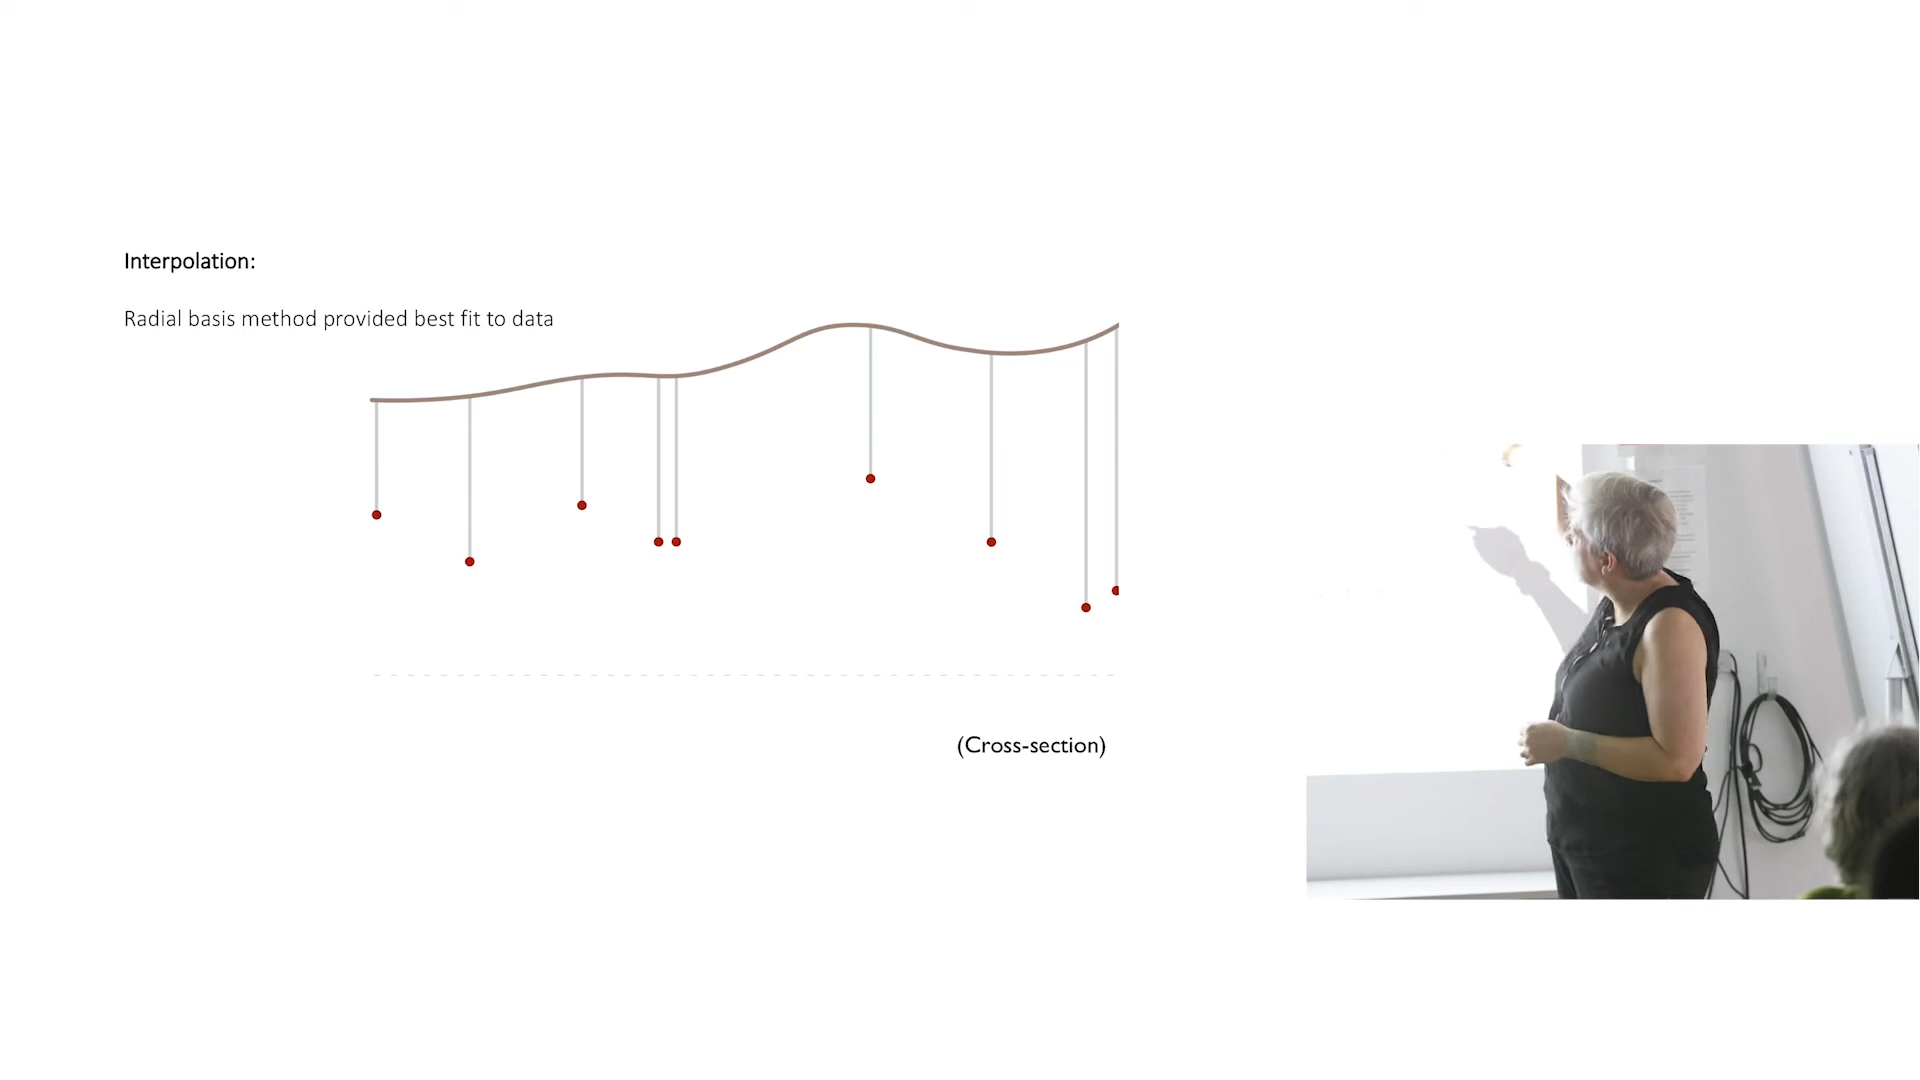 Interpolation:
Radial basis method provided best fit to data
(Cross-section)